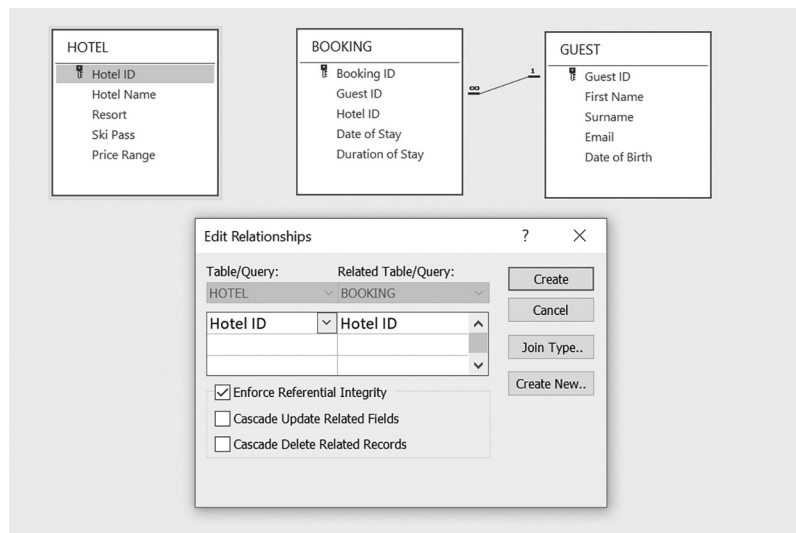 HOTEL
Hotel ID
Hotel Name
Resort
Ski Pass
Price Range
BOOKING
Booking ID
Guest ID
Hotel ID
Date of Stay
Duration of Stay
∞ 1
GUEST
Guest ID
First Name
Surname
Email
Date of Birth
Edit Relationships ? ×
Table/Query: Related Table/Query:
HOTEL BOOKING
Hotel ID Hotel ID
Enforce Referential Integrity
Cascade Update Related Fields
Cascade Delete Related Records
Create
Cancel
Join Type..
Create New..